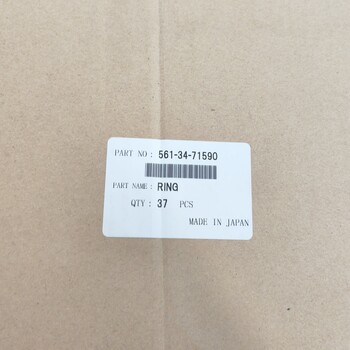 PART NO : 561-34-71590
PART NAME : RING
QTY : 37 PCS
MADE IN JAPAN